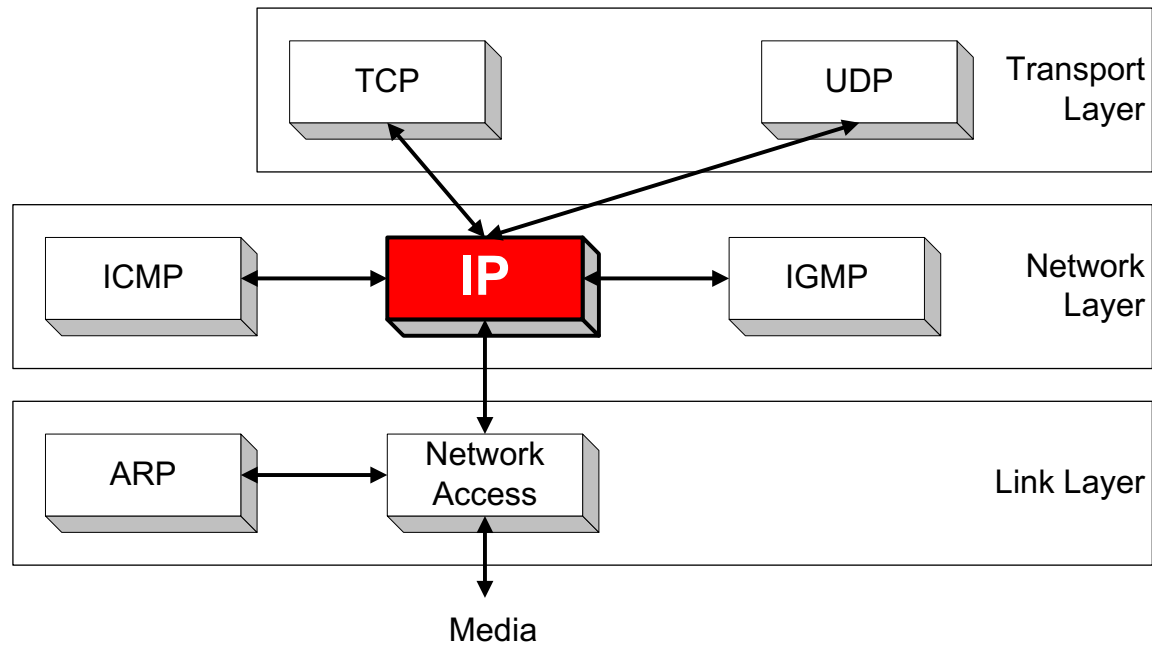 TCP
UDP
Transport
Layer
ICMP
IP
IGMP
Network
Layer
ARP
Network
Access
Link Layer
Media